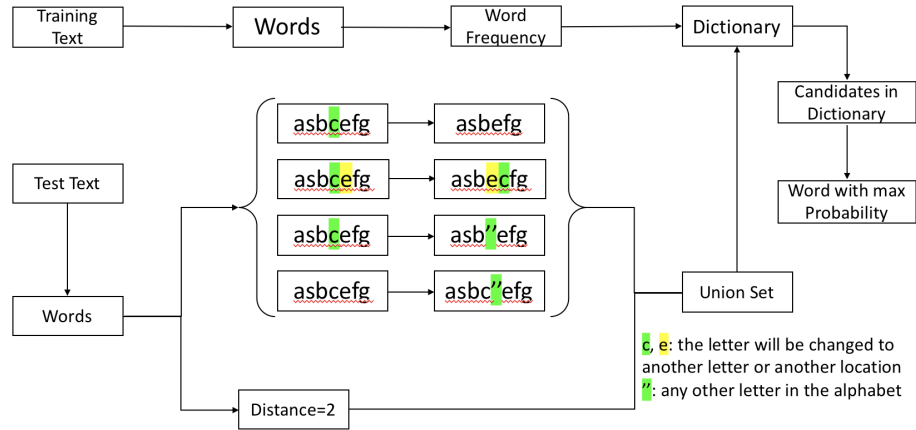 Training
Text
Words
Word
Frequency
Dictionary
Candidates in
Dictionary
Word with max
Probability
Test Text
Words
asbcefg
asbefg
asbcefg
asbecfg
asbcefg
asb’’efg
asbcefg
asbc’’efg
Distance=2
Union Set
c, e: the letter will be changed to
another letter or another location
’’: any other letter in the alphabet